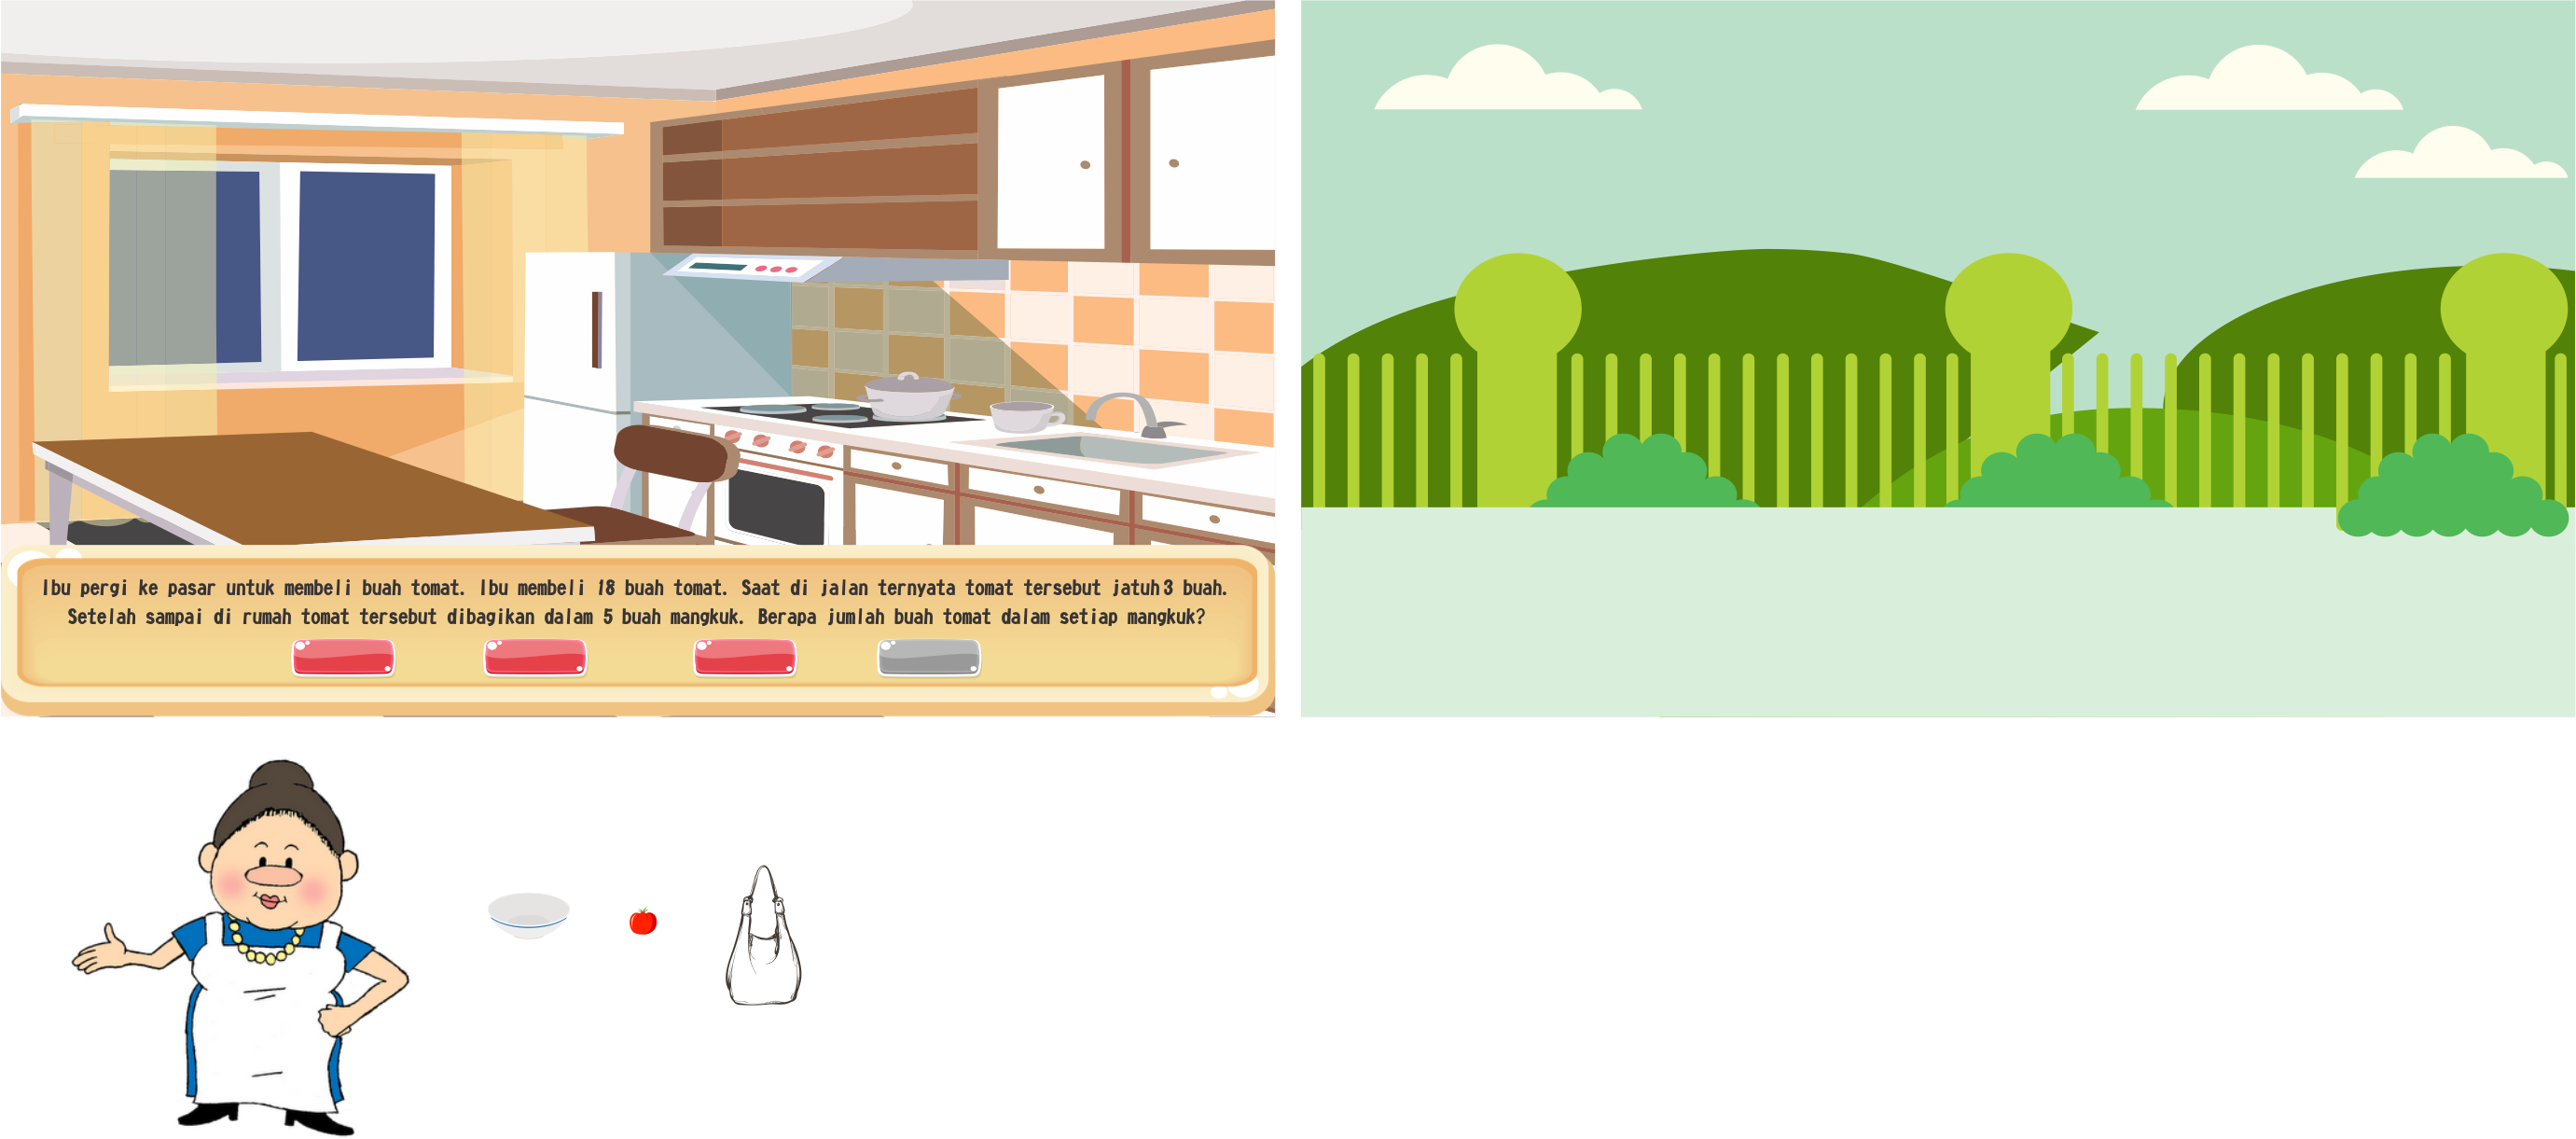 Ibu pergi ke pasar untuk membeli buah tomat. Ibu membeli 18 buah tomat. Saat di jalan ternyata tomat tersebut jatuh 3 buah.
Setelah sampai di rumah tomat tersebut dibagikan dalam 5 buah mangkuk. Berapa jumlah buah tomat dalam setiap mangkuk?